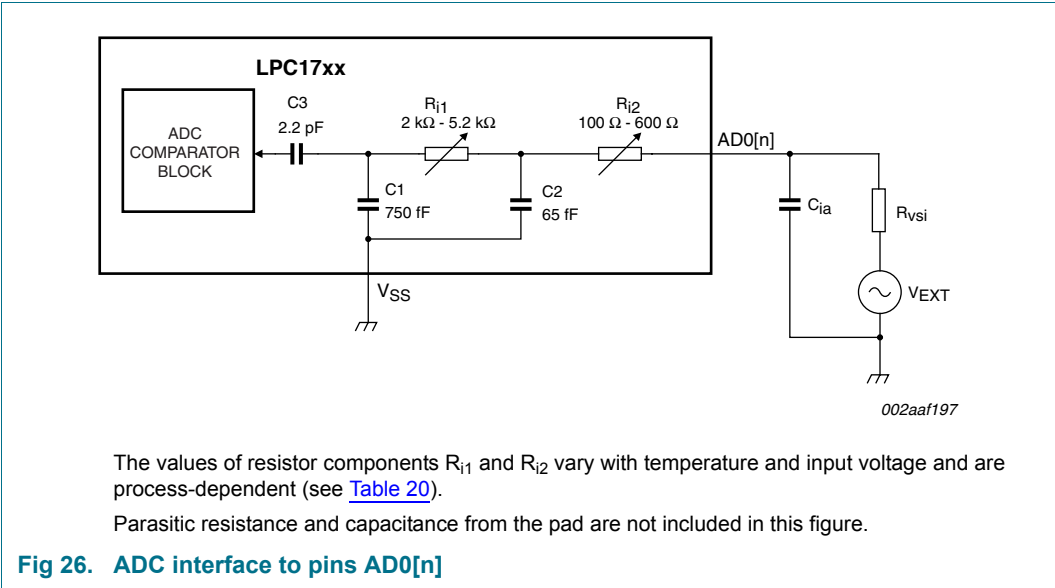 LPC17xx
ADC
COMPARATOR
BLOCK
C3
2.2 pF
Ri1
2 kΩ - 5.2 kΩ
Ri2
100 Ω - 600 Ω
AD0[n]
C1
750 fF
C2
65 fF
Cia
Rvsi
VEXT
VSS
002aaf197
The values of resistor components Ri1 and Ri2 vary with temperature and input voltage and are
process-dependent (see Table 20).
Parasitic resistance and capacitance from the pad are not included in this figure.
Fig 26. ADC interface to pins AD0[n]